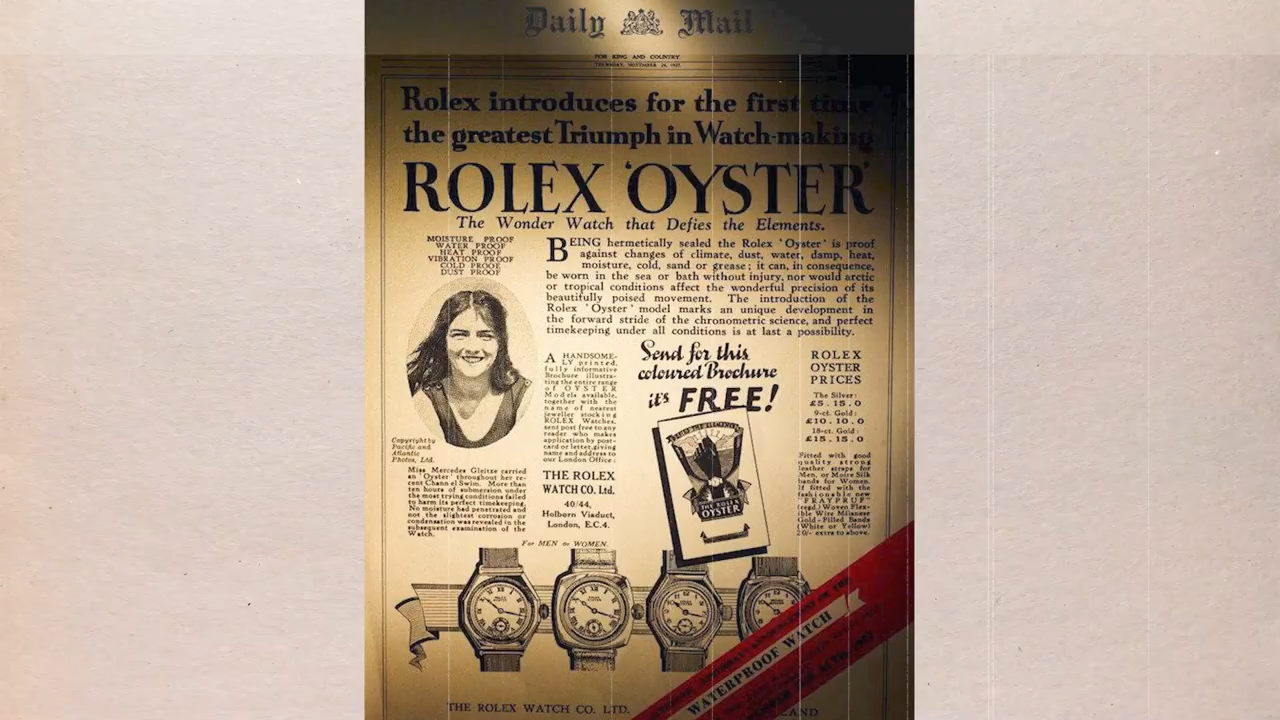 Daily Mail
FOR KING AND COUNTRY
THURSDAY, NOVEMBER 24, 1927.
Rolex introduces for the first time
the greatest Triumph in Watch-making
ROLEX 'OYSTER'
The Wonder Watch that Defies the Elements.
MOISTURE PROOF
WATER PROOF
HEAT PROOF
VIBRATION PROOF
COLD PROOF
DUST PROOF
BEING hermetically sealed the Rolex 'Oyster' is proof
against changes of climate, dust, water, damp, heat,
moisture, cold, sand or grease; it can, in consequence,
be worn in the sea or bath without injury, nor would arctic
or tropical conditions affect the wonderful precision of its
beautifully poised movement. The introduction of the
Rolex 'Oyster' model marks an unique development in
the forward stride of the chronometric science, and perfect
timekeeping under all conditions is at last a possibility.
Copyright by
Pacific and
Atlantic
Photos, Ltd.
Miss Mercedes Gleitze carried
an 'Oyster' throughout her re-
cent Channel Swim. More than
ten hours of submersion under
the most trying conditions failed
to harm its perfect timekeeping.
No moisture had penetrated and
not the slightest corrosion or
condensation was revealed in the
subsequent examination of the
Watch.
A HANDSOME-
LY printed,
fully informative
Brochure illustra-
ting the entire range
of OYSTER
Models available,
together with the
name of nearest
jeweller stocking
ROLEX Watches,
sent post free to any
reader who makes
application by post-
card or letter, giving
name and address to
our London Office:
THE ROLEX
WATCH CO. Ltd.
40/44,
Holborn Viaduct,
London, E.C.4.
For MEN or WOMEN.
Send for this
coloured Brochure
it's FREE!
THE ROLEX
OYSTER
ROLEX
OYSTER
PRICES
The Silver:
£5.15.0
9-ct. Gold:
£10.10.0
18-ct. Gold:
£15.15.0
Fitted with good
quality strong
leather straps for
Men, or Moire Silk
bands for Women.
If fitted with the
fashionable new
"FRAYPRUF"
(regd.) Woven Flex-
ible Wire Milanese
Gold-Filled Bands
(White or Yellow)
20/- extra to above.
WATERPROOF WATCH
THE ROLEX WATCH CO. LTD.